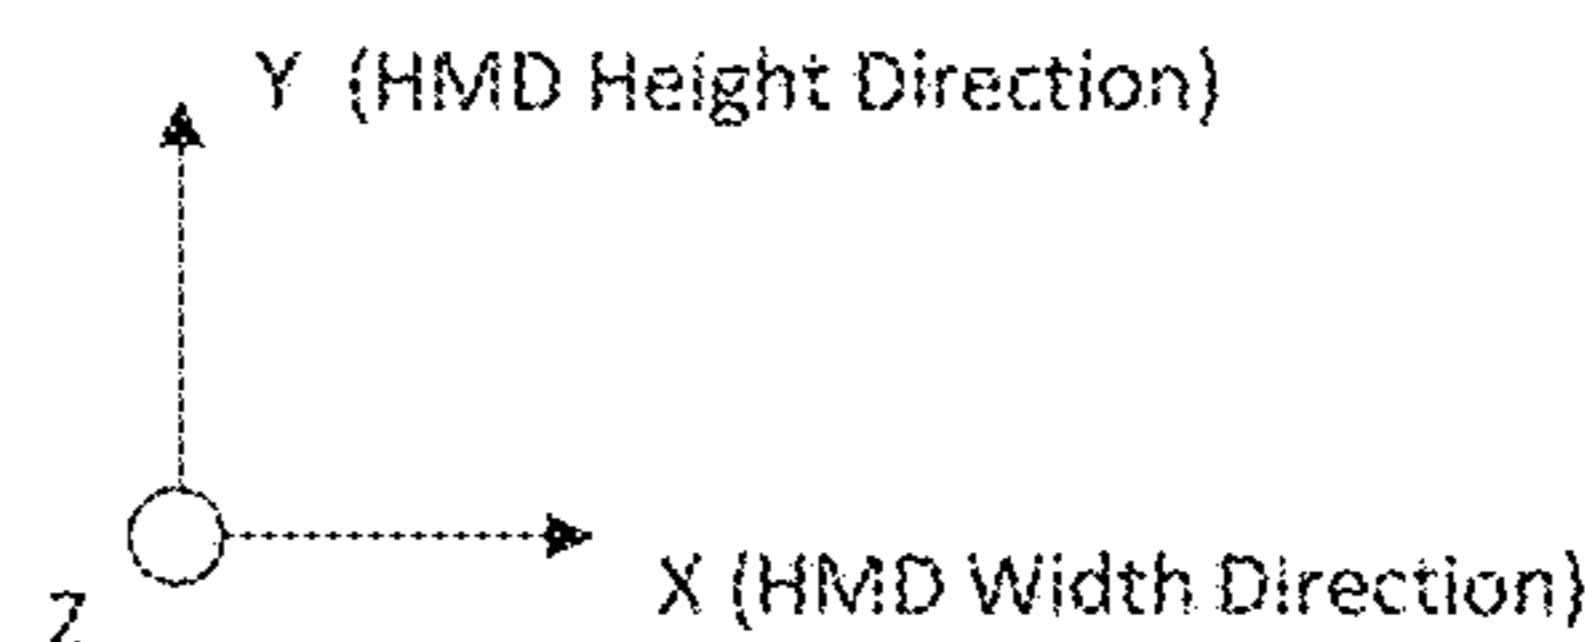 Y (HMD Height Direction)
X (HMD Width Direction)
Z